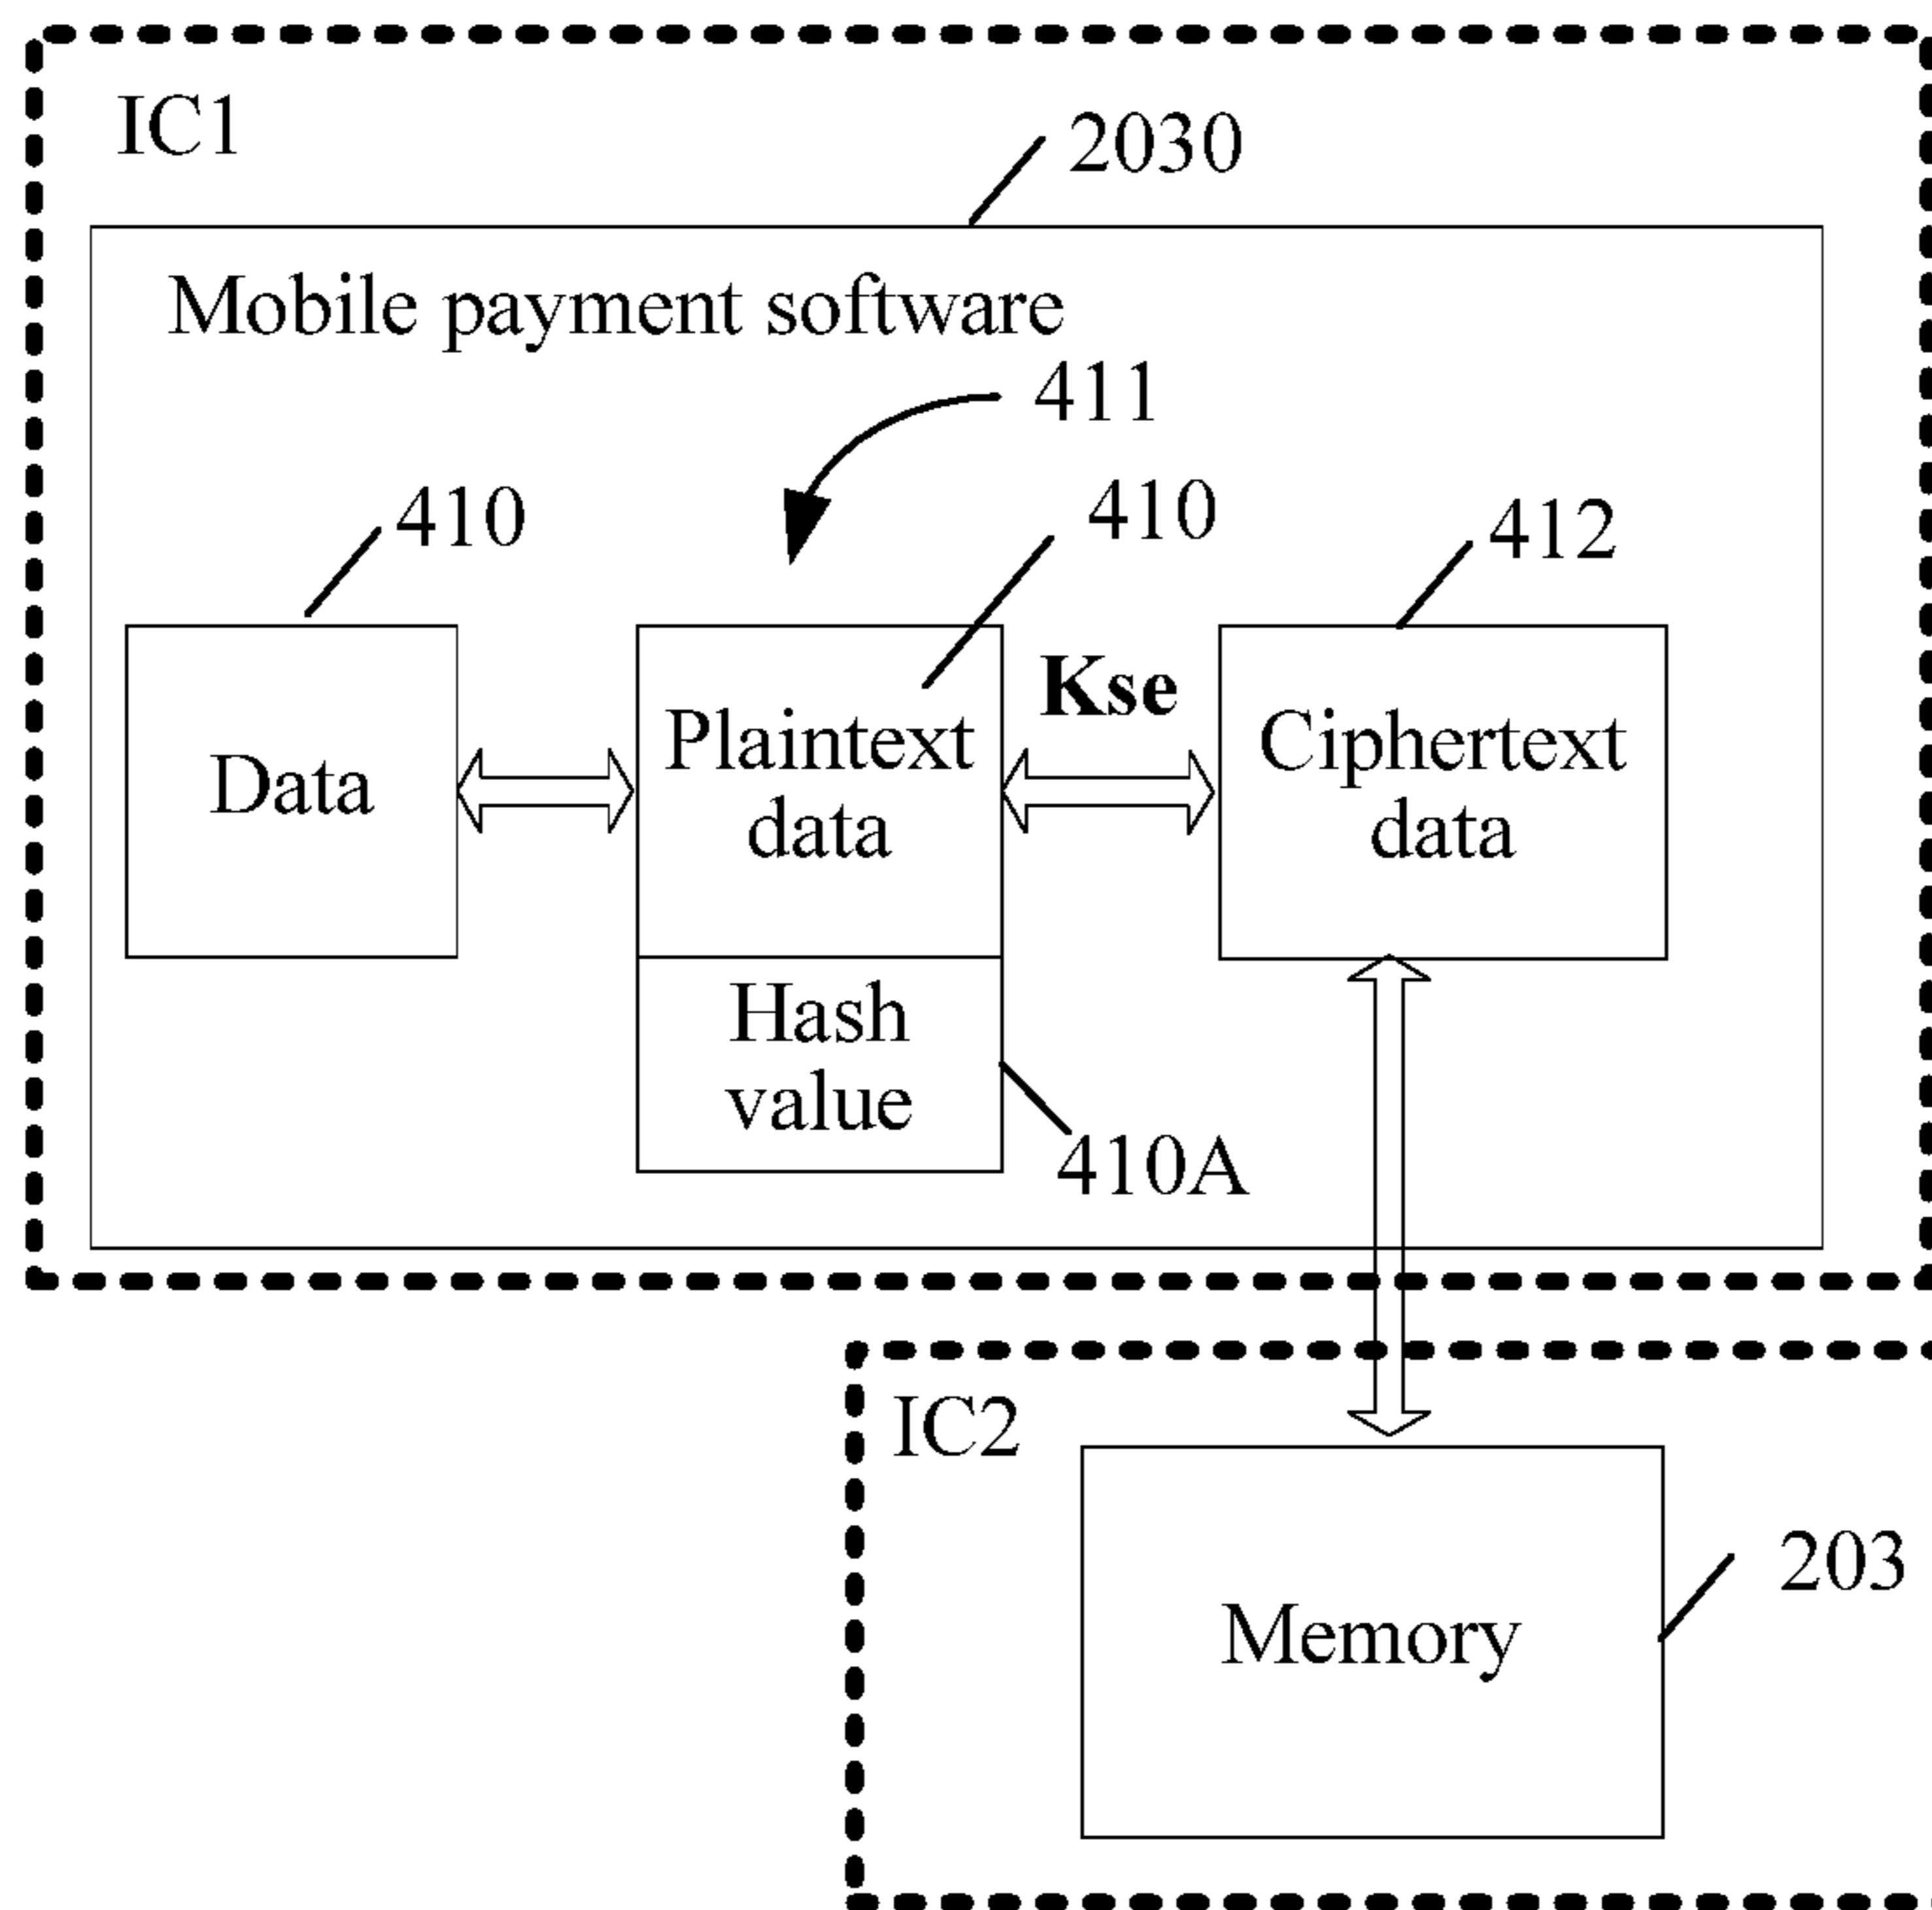 IC1
2030
Mobile payment software
411
410
410
412
Kse
Data
Plaintext
data
Ciphertext
data
Hash
value
410A
IC2
203
Memory